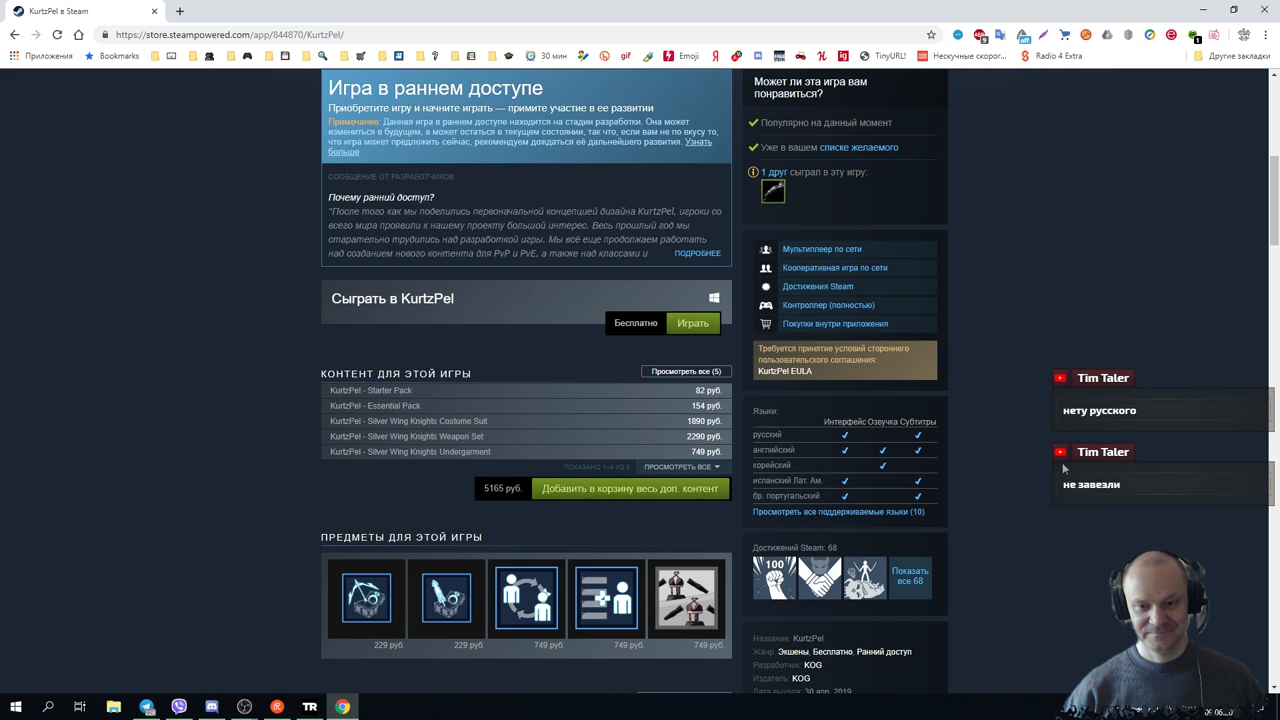 KurtzPel в Steam
https://store.steampowered.com/app/844870/KurtzPel/
Приложения
Bookmarks
30 мин
gif
Emoji
TinyURL!
Нескучные скорог...
Radio 4 Extra
Другие закладки
Игра в раннем доступе
Приобретите игру и начните играть — примите участие в ее развитии
Примечание: Данная игра в раннем доступе находится на стадии разработки. Она может
измениться в будущем, а может остаться в текущем состоянии, так что, если вам не по вкусу то,
что игра может предложить сейчас, рекомендуем дождаться её дальнейшего развития. Узнать
больше
СООБЩЕНИЕ ОТ РАЗРАБОТЧИКОВ
Почему ранний доступ?
“После того как мы поделились первоначальной концепцией дизайна KurtzPel, игроки со
всего мира проявили к нашему проекту большой интерес. Весь прошлый год мы
старательно трудились над разработкой игры. Мы всё еще продолжаем работать
над созданием нового контента для PvP и PvE, а также над классами и
ПОДРОБНЕЕ
Сыграть в KurtzPel
Бесплатно
Играть
КОНТЕНТ ДЛЯ ЭТОЙ ИГРЫ
Просмотреть все (5)
KurtzPel - Starter Pack 82 руб.
KurtzPel - Essential Pack 154 руб.
KurtzPel - Silver Wing Knights Costume Suit 1890 руб.
KurtzPel - Silver Wing Knights Weapon Set 2290 руб.
KurtzPel - Silver Wing Knights Undergarment 749 руб.
ПОКАЗАНО 1–4 ИЗ 5 ПРОСМОТРЕТЬ ВСЕ
5165 руб. Добавить в корзину весь доп. контент
ПРЕДМЕТЫ ДЛЯ ЭТОЙ ИГРЫ
229 руб. 229 руб. 749 руб. 749 руб. 749 руб.
Может ли эта игра вам
понравиться?
Популярно на данный момент
Уже в вашем списке желаемого
1 друг сыграл в эту игру:
Мультиплеер по сети
Кооперативная игра по сети
Достижения Steam
Контроллер (полностью)
Покупки внутри приложения
Требуется принятие условий стороннего
пользовательского соглашения:
KurtzPel EULA
Языки:
Интерфейс Озвучка Субтитры
русский
английский
корейский
испанский Лат. Ам.
бр. португальский
Просмотреть все поддерживаемые языки (10)
Достижений Steam: 68
100
Показать
все 68
Название: KurtzPel
Жанр: Экшены, Бесплатно, Ранний доступ
Разработчик: KOG
Издатель: KOG
Дата выхода: 30 апр. 2019
Tim Taler
нету русского
Tim Taler
не завезли
TR